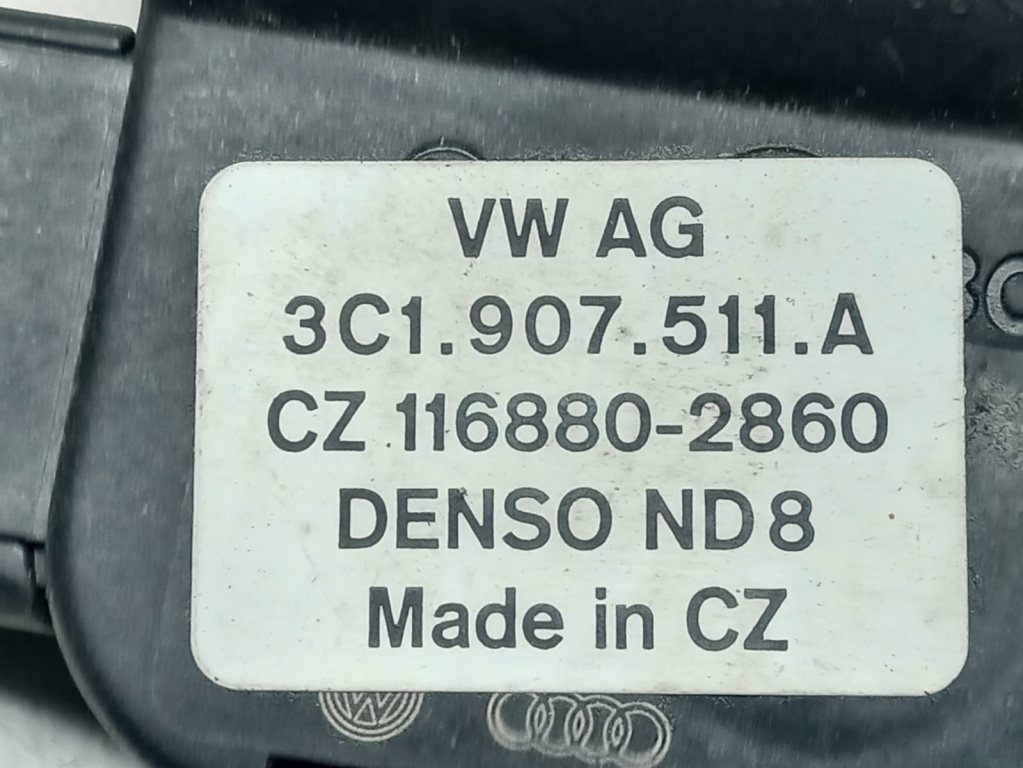 VW AG
3C1.907.511.A
CZ 116880-2860
DENSO ND8
Made in CZ